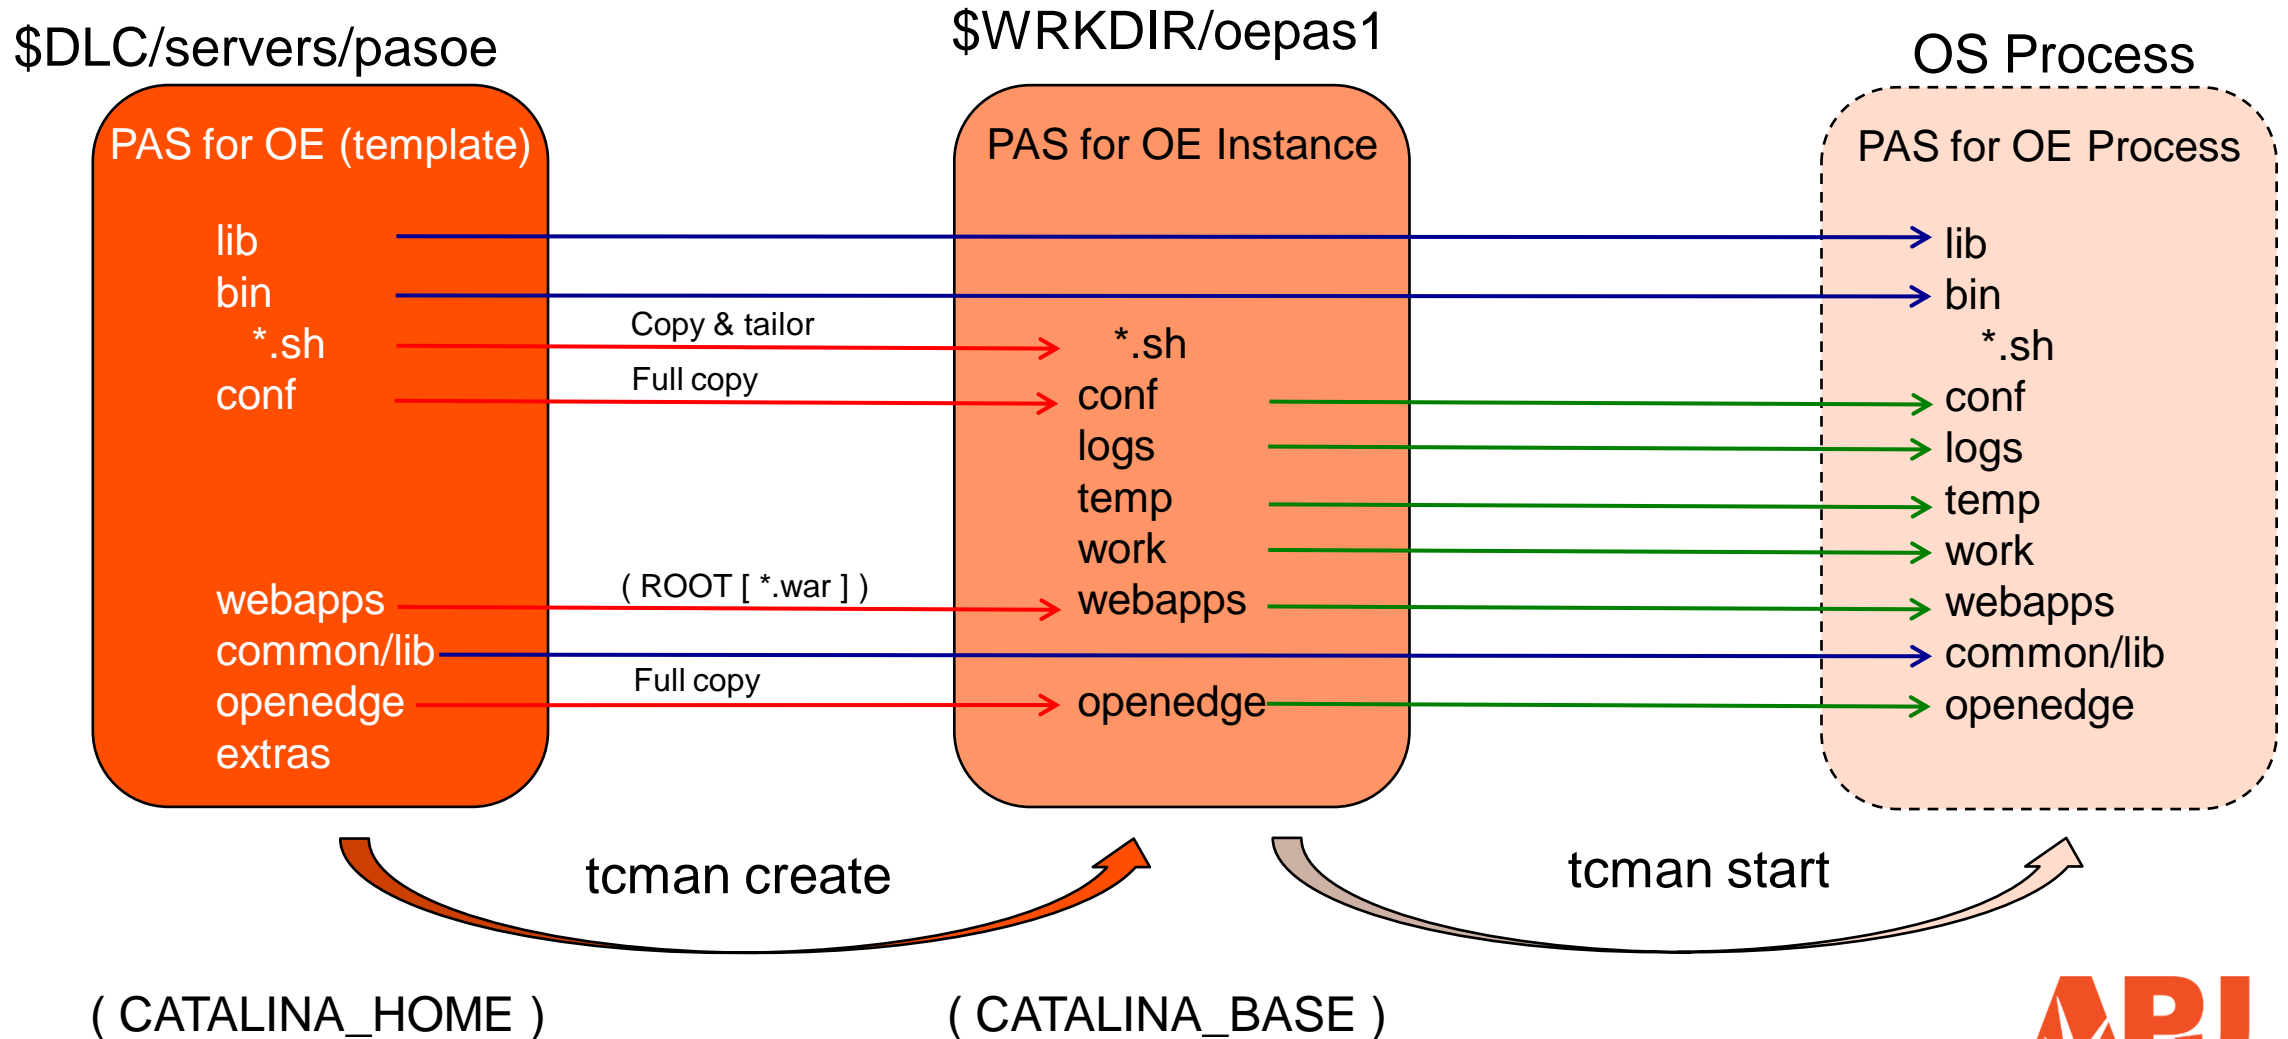 $DLC/servers/pasoe
$WRKDIR/oepas1
OS Process
PAS for OE (template)
lib
bin
*.sh
conf
webapps
common/lib
openedge
extras
Copy & tailor
Full copy
( ROOT [ *.war ] )
Full copy
PAS for OE Instance
*.sh
conf
logs
temp
work
webapps
openedge
PAS for OE Process
lib
bin
*.sh
conf
logs
temp
work
webapps
common/lib
openedge
tcman create
tcman start
( CATALINA_HOME )
( CATALINA_BASE )